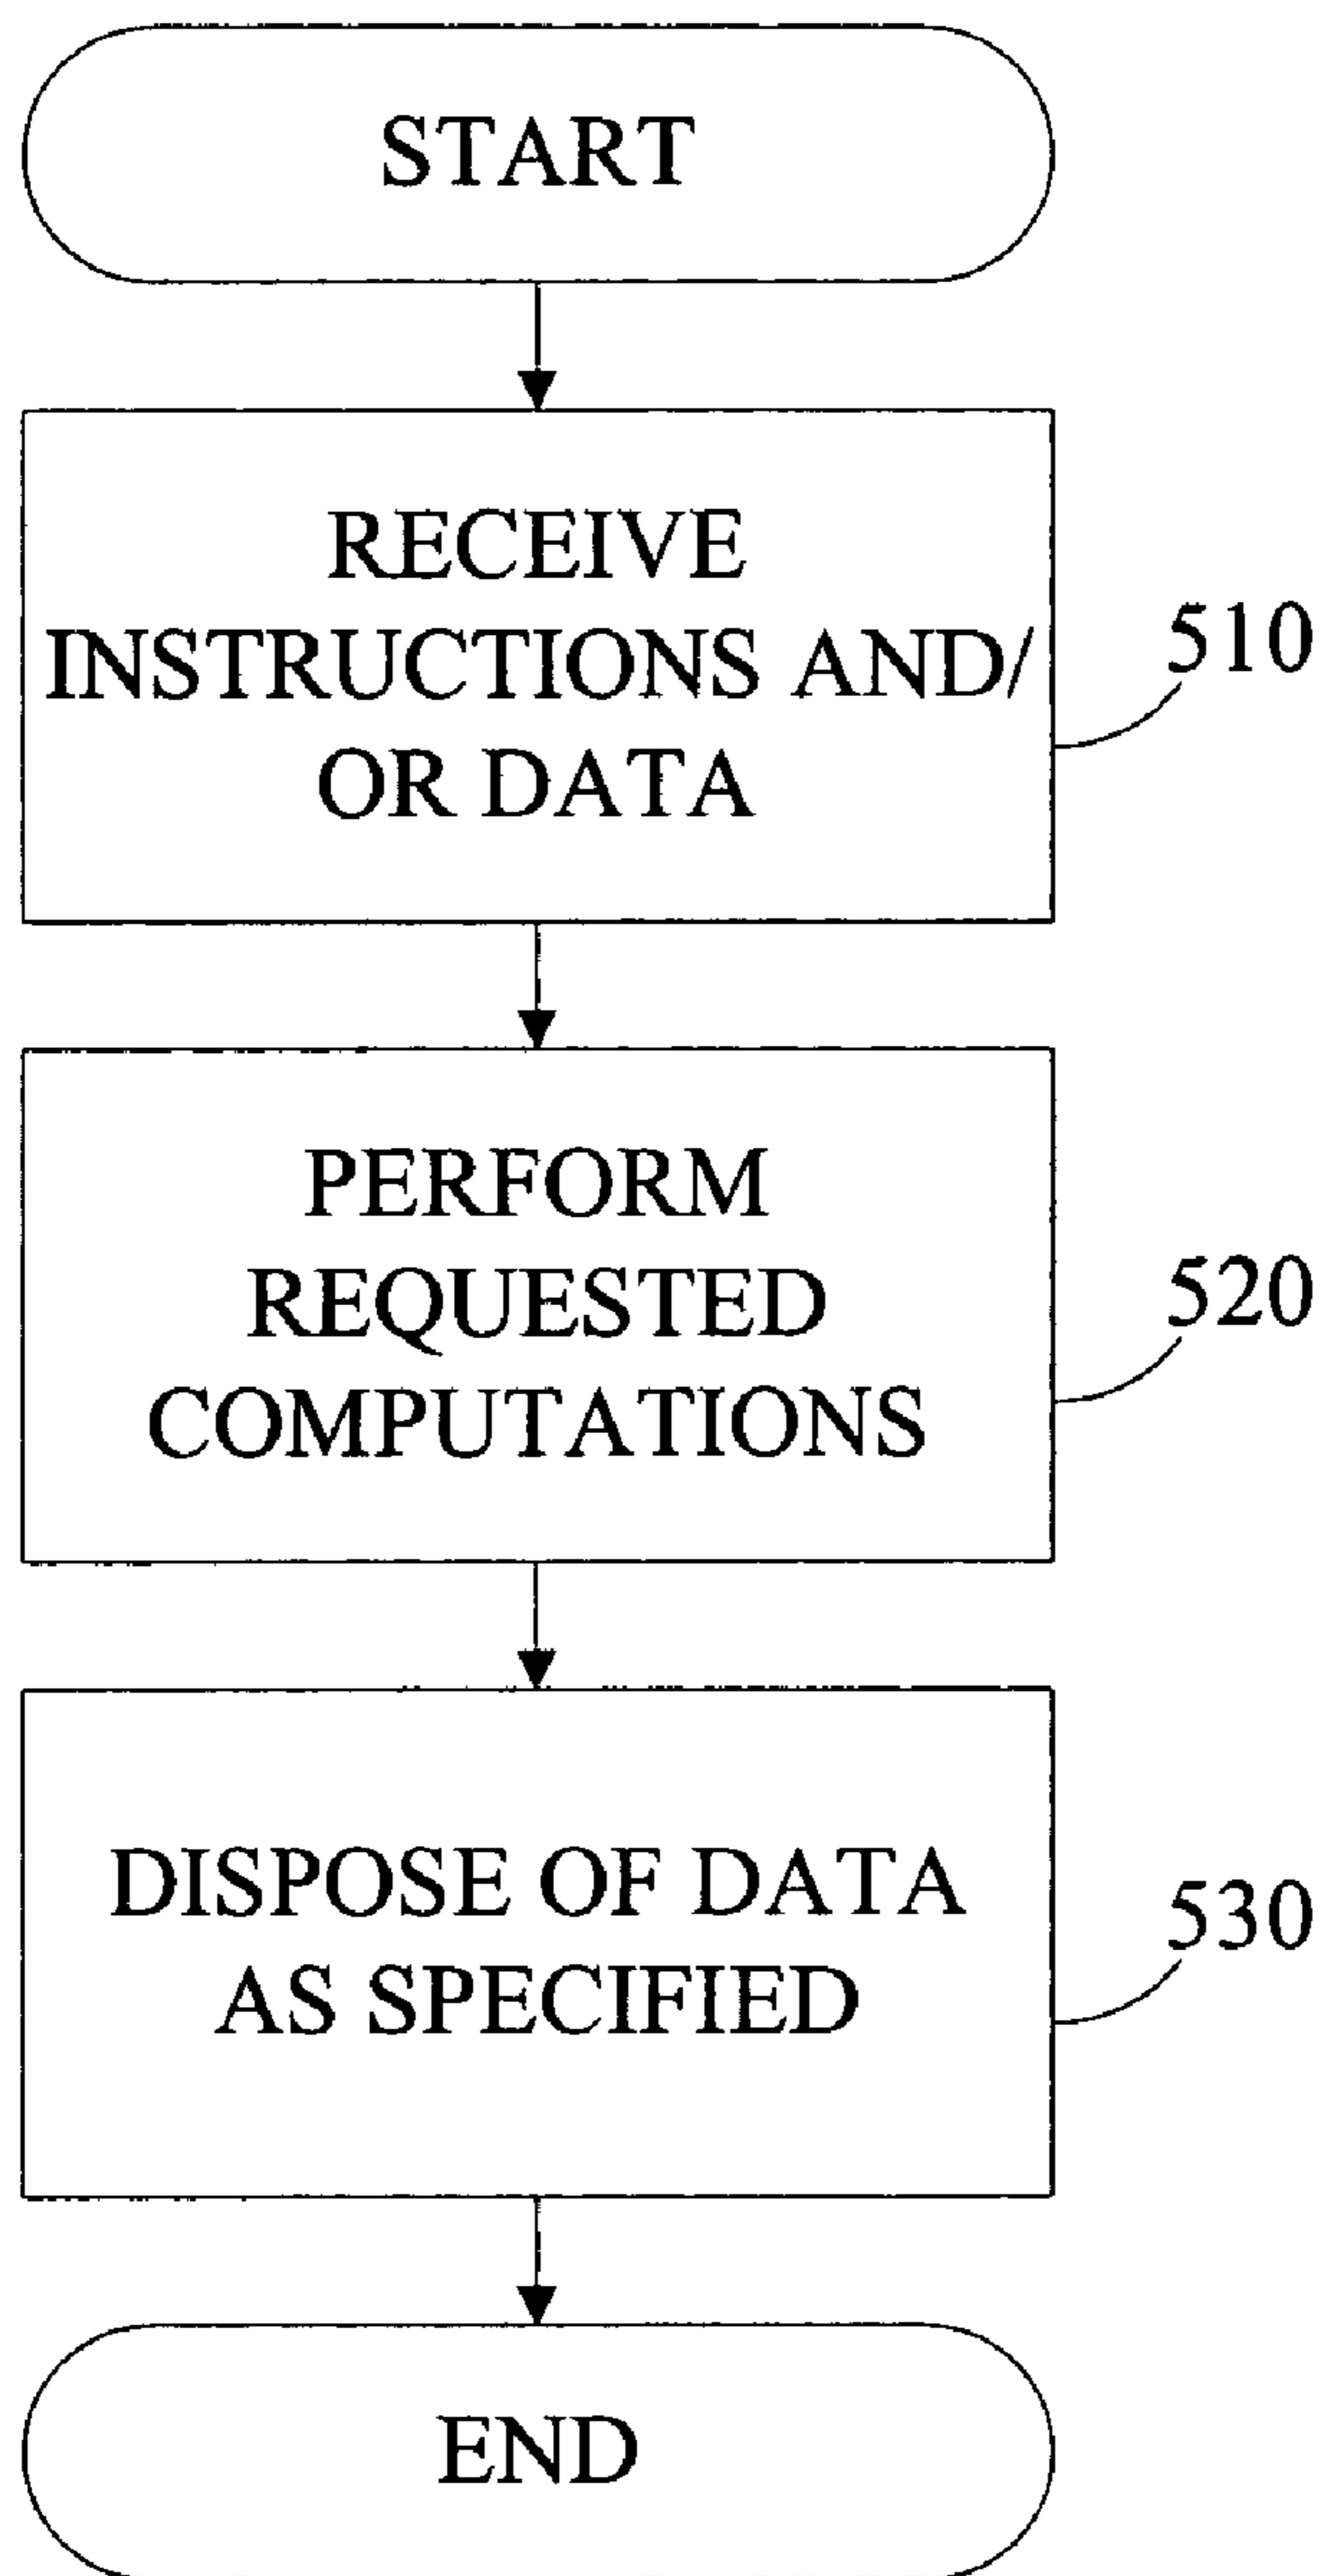 START
RECEIVE
INSTRUCTIONS AND/
OR DATA
510
PERFORM
REQUESTED
COMPUTATIONS
520
DISPOSE OF DATA
AS SPECIFIED
530
END